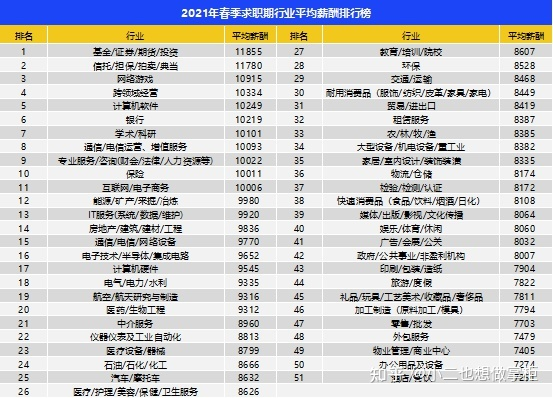 2021年春季求职期行业平均薪酬排行榜
排名 行业 平均薪酬 排名 行业 平均薪酬
1 基金/证券/期货/投资 11855 27 教育/培训/院校 8607
2 信托/担保/拍卖/典当 11780 28 环保 8528
3 网络游戏 10915 29 交通/运输 8468
4 跨领域经营 10334 30 耐用消费品（服饰/纺织/皮革/家具/家电） 8449
5 计算机软件 10249 31 贸易/进出口 8419
6 银行 10219 32 租赁服务 8387
7 学术/科研 10101 33 农/林/牧/渔 8385
8 通信/电信运营、增值服务 10093 34 大型设备/机电设备/重工业 8382
9 专业服务/咨询(财会/法律/人力资源等) 10022 35 家居/室内设计/装饰装潢 8335
10 保险 10011 36 物流/仓储 8174
11 互联网/电子商务 10006 37 检验/检测/认证 8172
12 能源/矿产/采掘/冶炼 9980 38 快速消费品（食品/饮料/烟酒/日化） 8108
13 IT服务(系统/数据/维护) 9920 39 媒体/出版/影视/文化传播 8064
14 房地产/建筑/建材/工程 9836 40 娱乐/体育/休闲 8060
15 通信/电信/网络设备 9770 41 广告/会展/公关 8032
16 电子技术/半导体/集成电路 9652 42 政府/公共事业/非盈利机构 8007
17 计算机硬件 9545 43 印刷/包装/造纸 7904
18 电气/电力/水利 9335 44 旅游/度假 7822
19 航空/航天研究与制造 9316 45 礼品/玩具/工艺美术/收藏品/奢侈品 7811
20 医药/生物工程 9312 46 加工制造（原料加工/模具） 7794
21 中介服务 8960 47 零售/批发 7703
22 仪器仪表及工业自动化 8813 48 外包服务 7479
23 医疗设备/器械 8799 49 物业管理/商业中心 7405
24 石油/石化/化工 8666 50 办公用品及设备 7274
25 汽车/摩托车 8632 51
26 医疗/护理/美容/保健/卫生服务 8626
知乎 @小二也想做掌柜